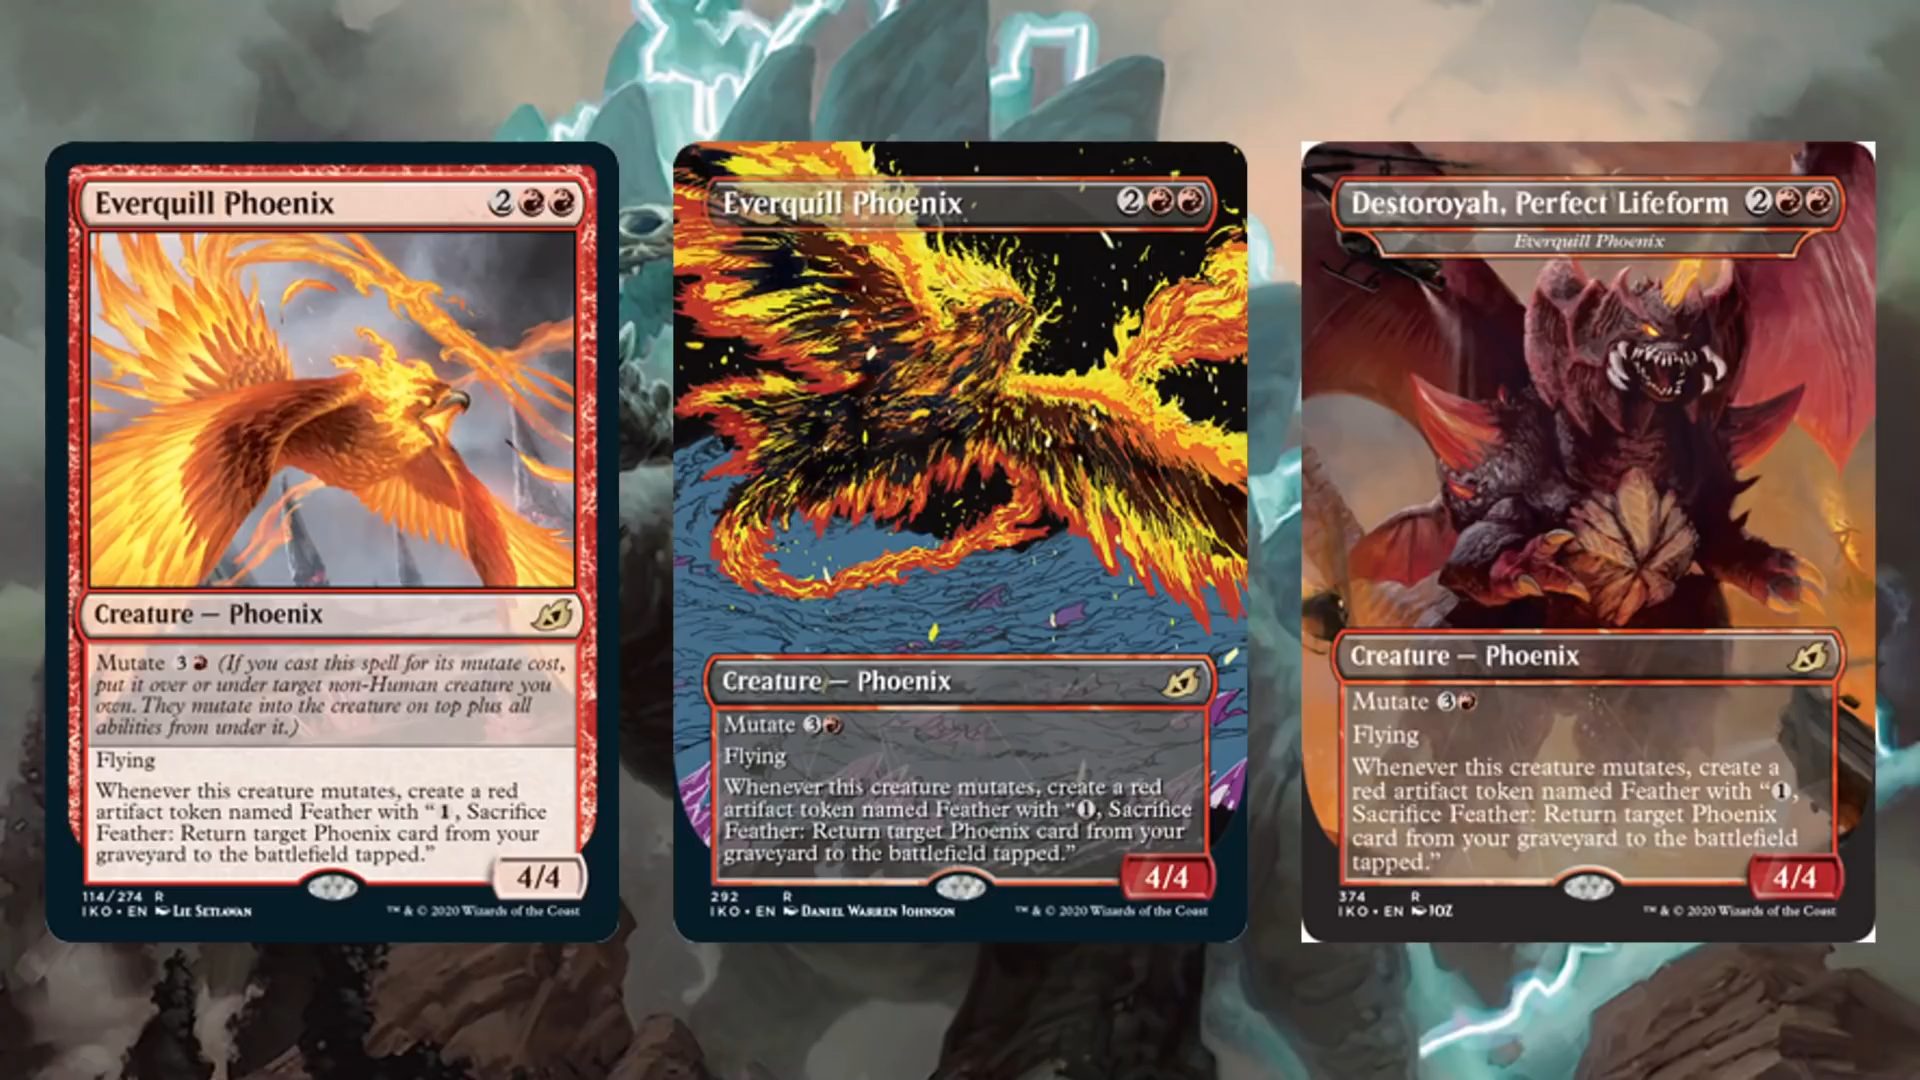 Everquill Phoenix 2
Creature — Phoenix
Mutate 3 (If you cast this spell for its mutate cost,
put it over or under target non-Human creature you
own. They mutate into the creature on top plus all
abilities from under it.)
Flying
Whenever this creature mutates, create a red
artifact token named Feather with “1, Sacrifice
Feather: Return target Phoenix card from your
graveyard to the battlefield tapped.”
4/4
114/274 R
IKO • EN Lie Setiawan
™ & © 2020 Wizards of the Coast
Everquill Phoenix 2
Creature — Phoenix
Mutate 3
Flying
Whenever this creature mutates, create a red
artifact token named Feather with “1, Sacrifice
Feather: Return target Phoenix card from your
graveyard to the battlefield tapped.”
4/4
292 R
IKO • EN Daniel Warren Johnson
™ & © 2020 Wizards of the Coast
Destoroyah, Perfect Lifeform 2
Everquill Phoenix
Creature — Phoenix
Mutate 3
Flying
Whenever this creature mutates, create a
red artifact token named Feather with “1,
Sacrifice Feather: Return target Phoenix
card from your graveyard to the battlefield
tapped.”
4/4
374 R
IKO • EN JOZ
™ & © 2020 Wizards of the Coast